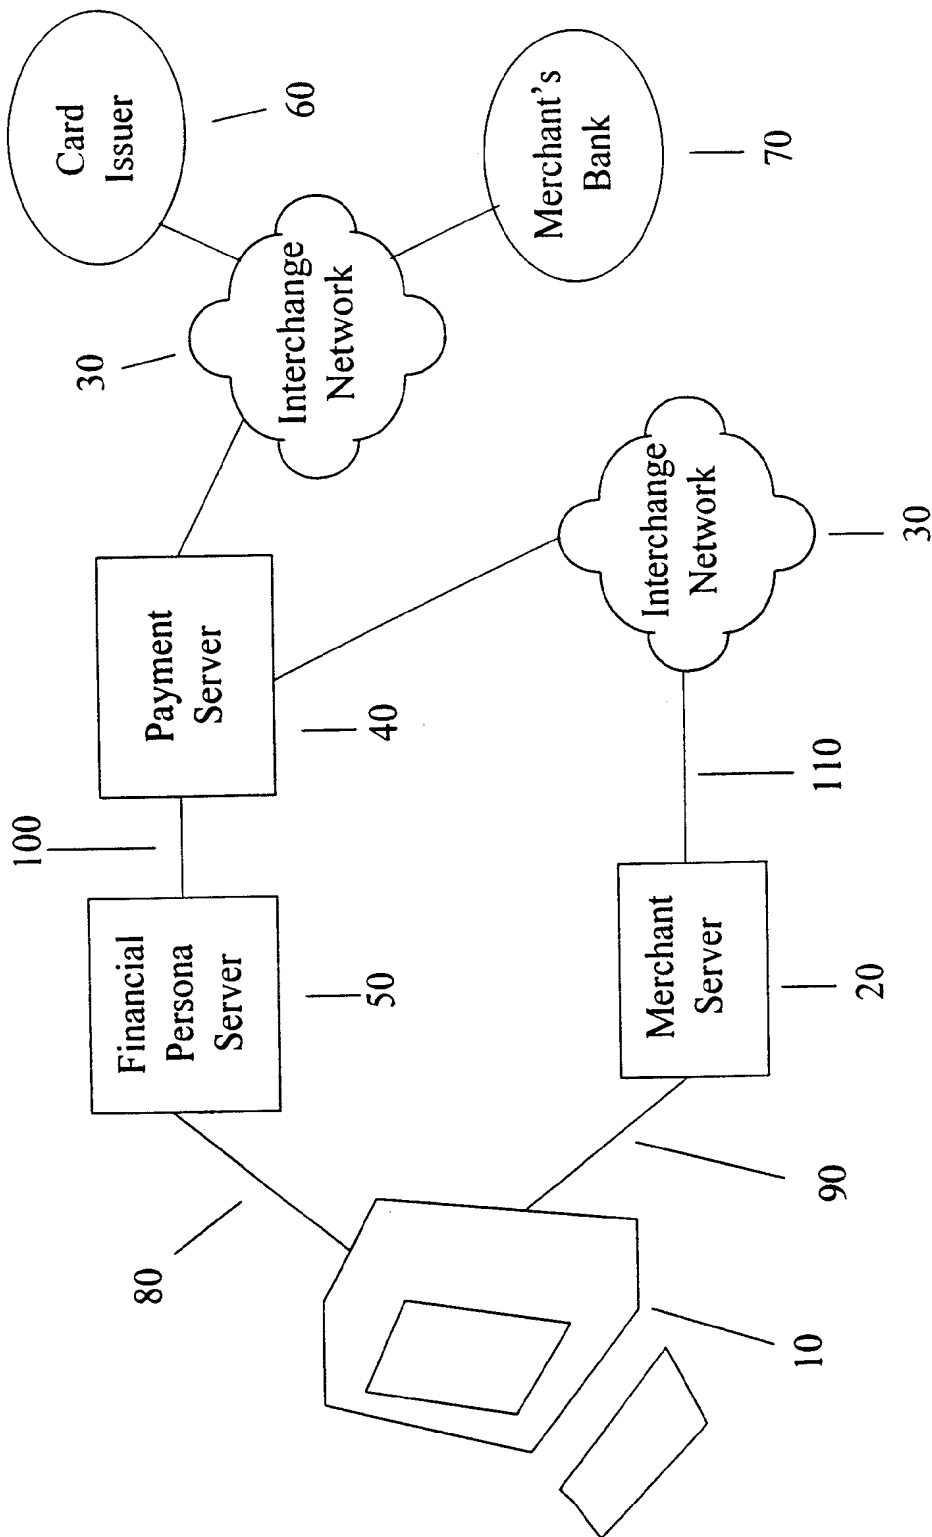 100
Financial
Persona
Server
50
80
Payment
Server
40
30
Interchange
Network
Card
Issuer
60
Merchant's
Bank
70
10
90
Merchant
Server
20
110
Interchange
Network
30